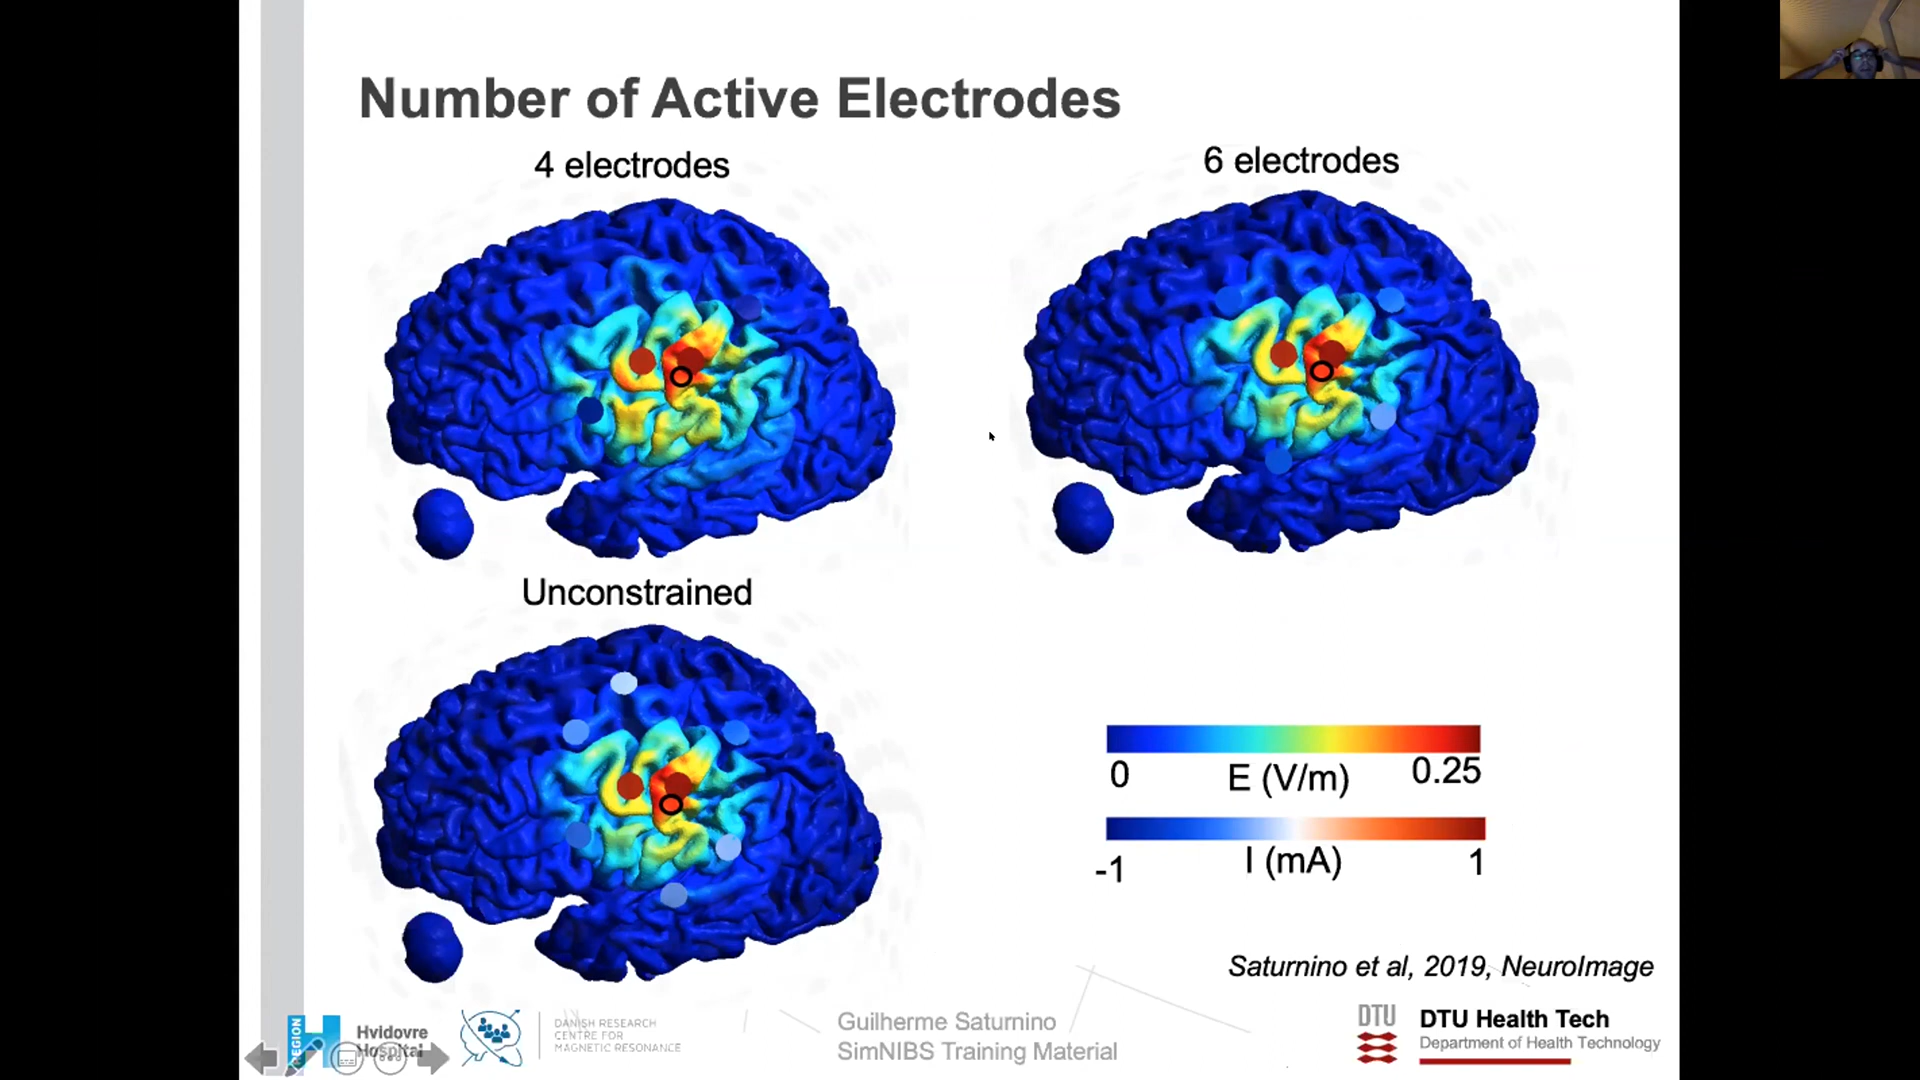 Number of Active Electrodes
4 electrodes
6 electrodes
Unconstrained
0 E (V/m) 0.25
-1 I (mA) 1
Saturnino et al, 2019, NeuroImage
REGION
Hvidovre
Hospital
DANISH RESEARCH
CENTRE FOR
MAGNETIC RESONANCE
Guilherme Saturnino
SimNIBS Training Material
DTU
DTU Health Tech
Department of Health Technology